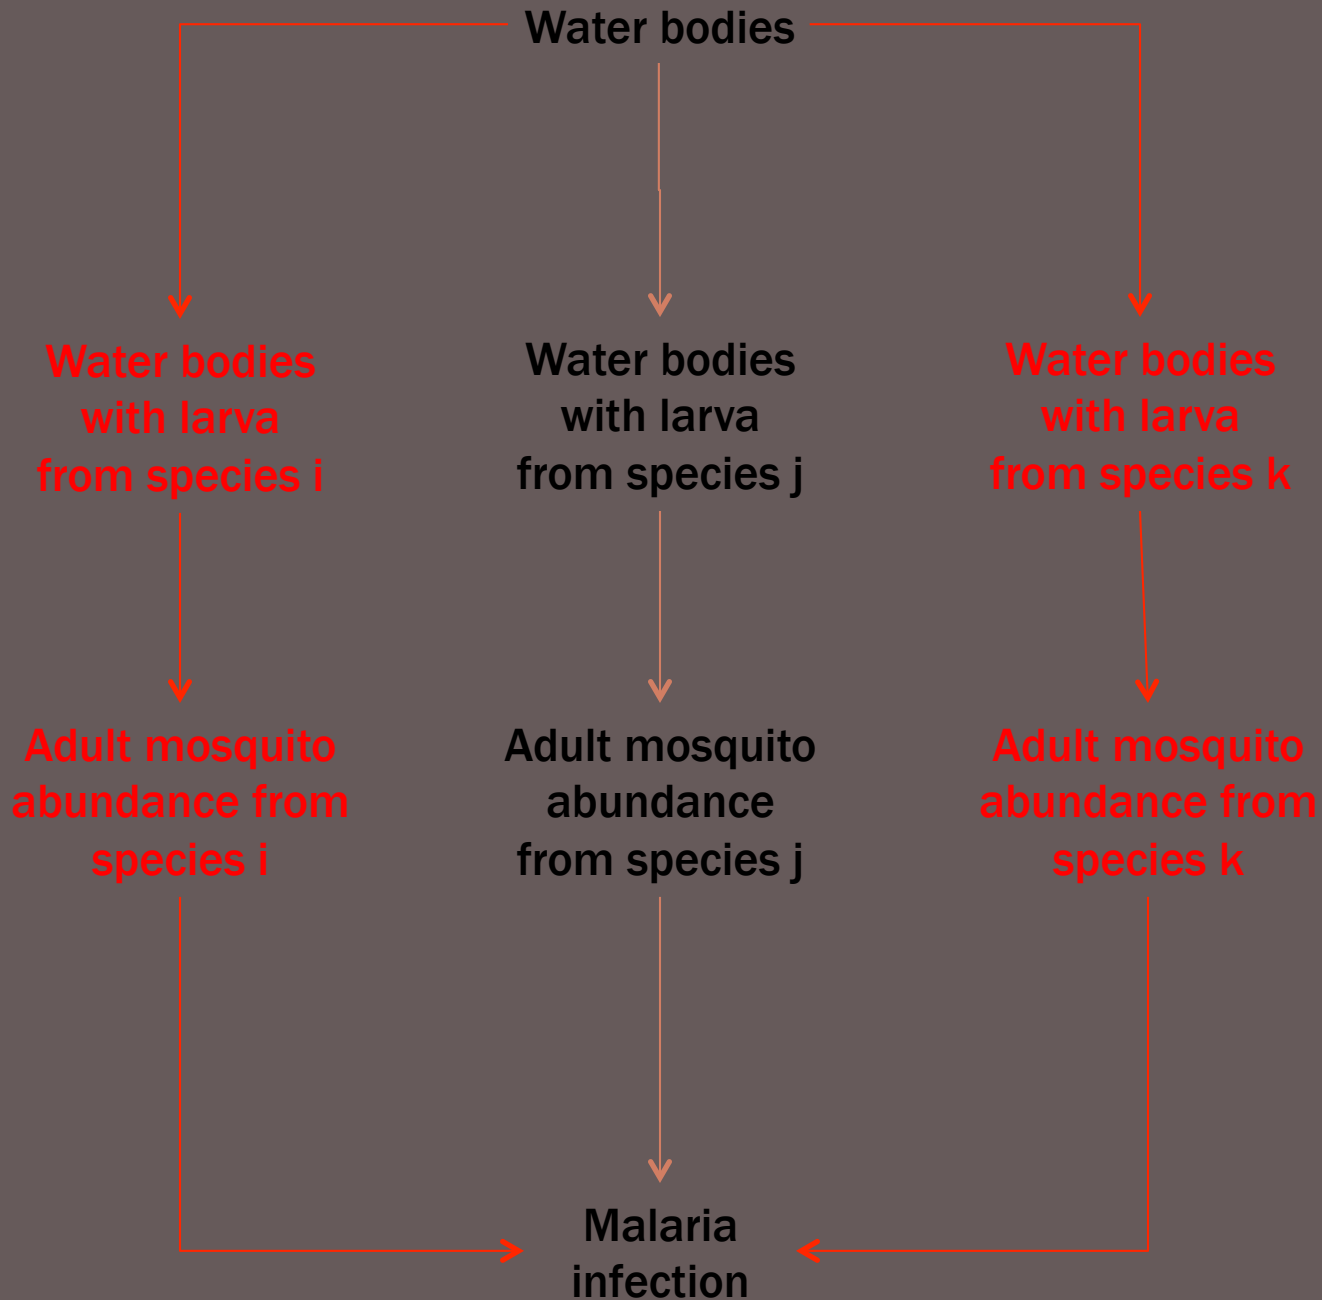 Water bodies
Water bodies
with larva
from species i
Water bodies
with larva
from species j
Water bodies
with larva
from species k
Adult mosquito
abundance from
species i
Adult mosquito
abundance
from species j
Adult mosquito
abundance from
species k
Malaria
infection